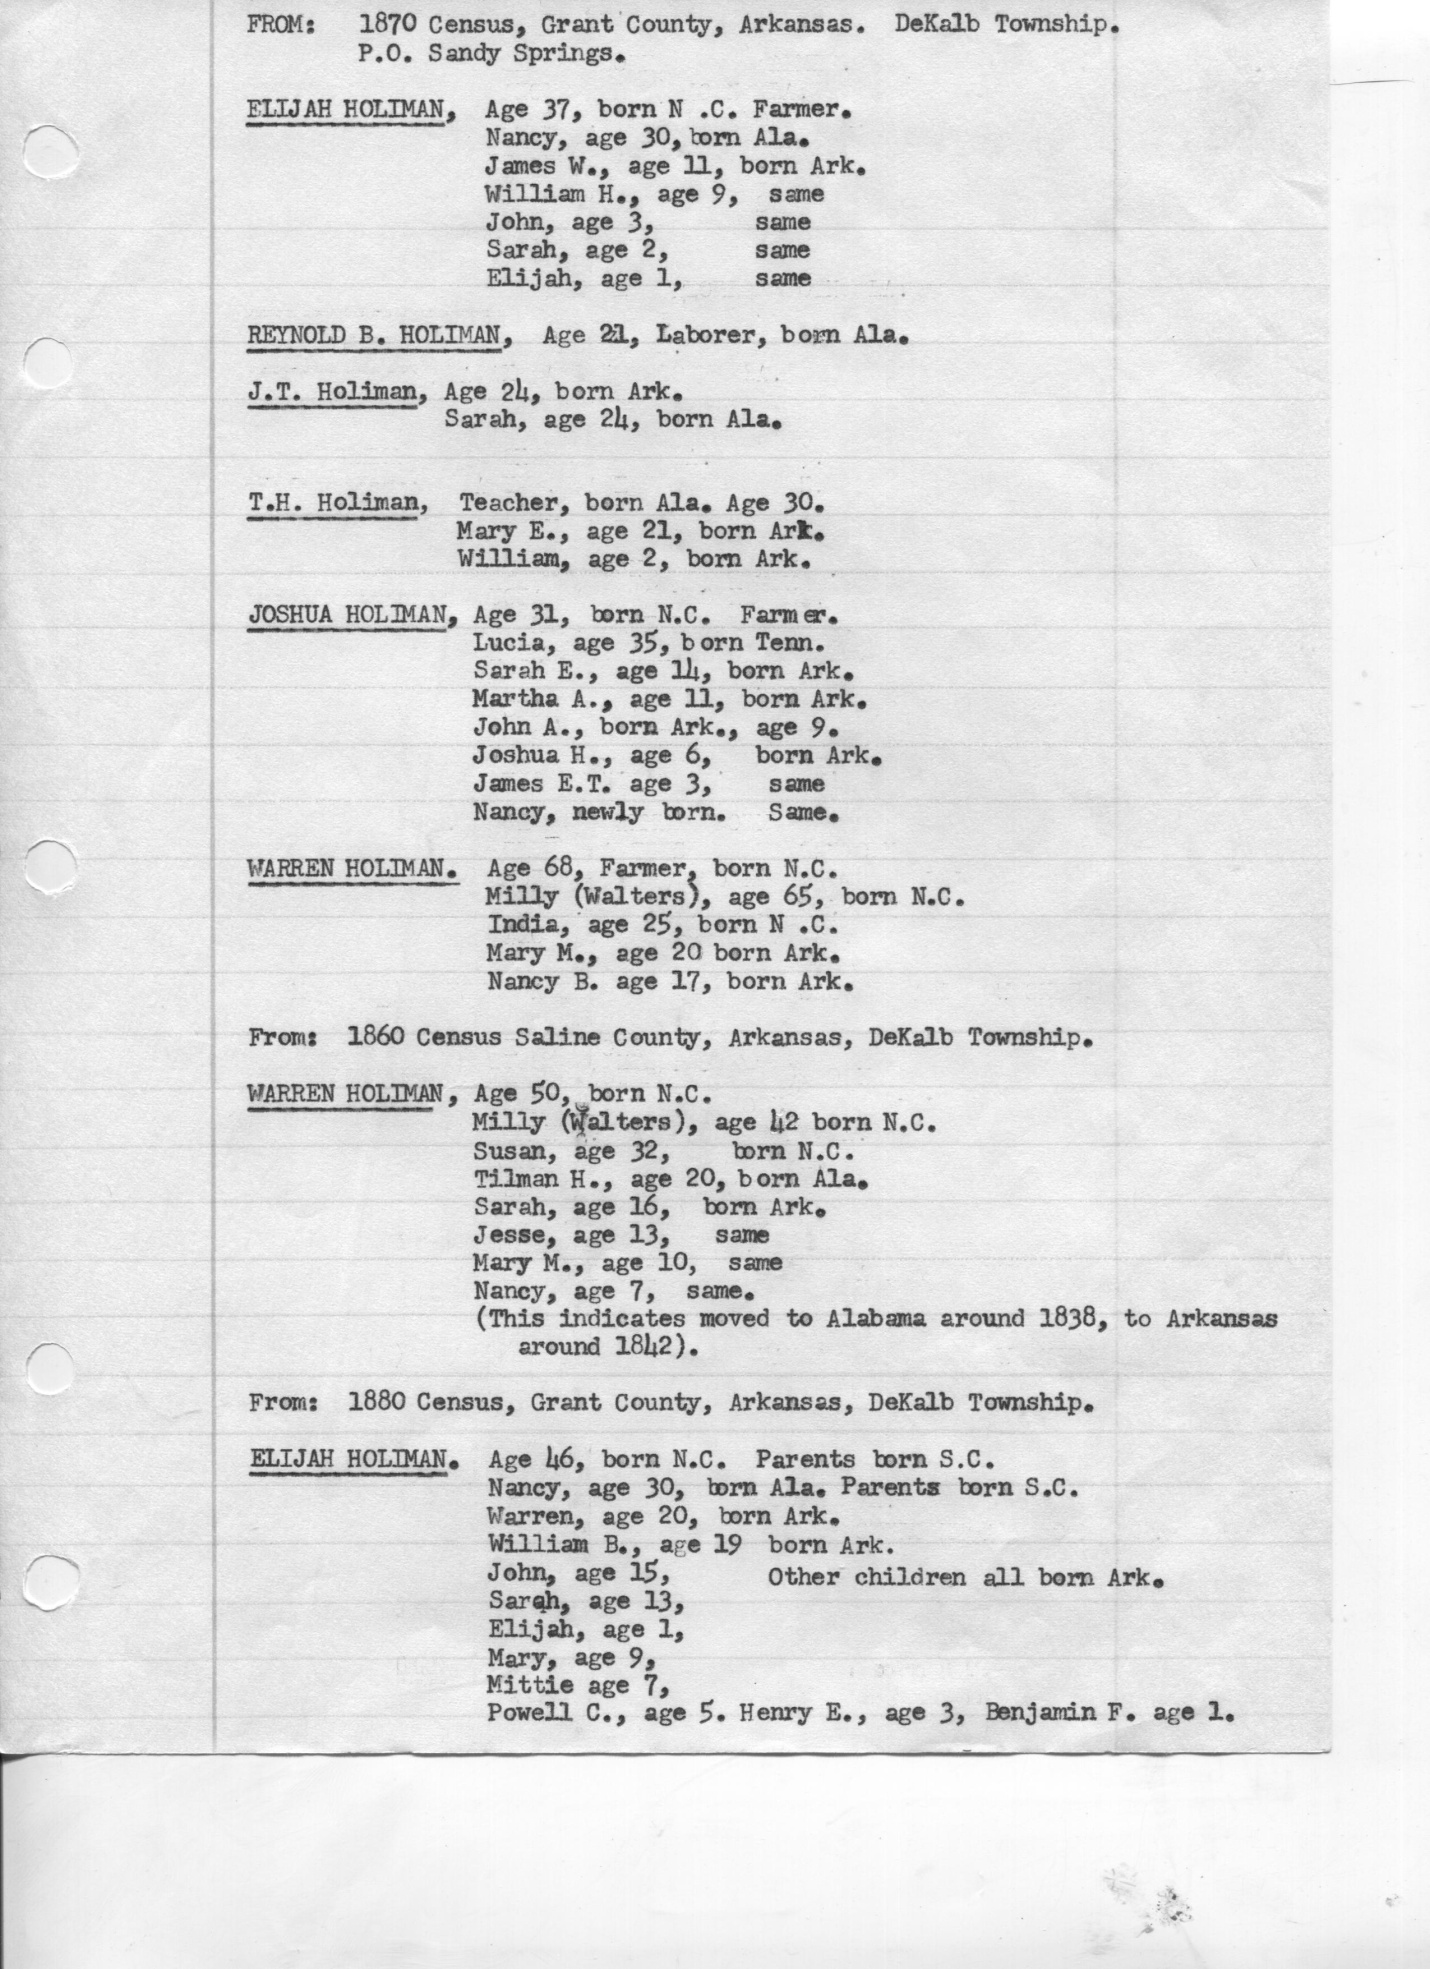 FROM: 1870 Census, Grant County, Arkansas. DeKalb Township.
P.O. Sandy Springs.
ELIJAH HOLIMAN, Age 37, born N .C. Farmer.
Nancy, age 30, born Ala.
James W., age 11, born Ark.
William H., age 9, same
John, age 3, same
Sarah, age 2, same
Elijah, age 1, same
REYNOLD B. HOLIMAN, Age 21, Laborer, born Ala.
J.T. Holiman, Age 24, born Ark.
Sarah, age 24, born Ala.
T.H. Holiman, Teacher, born Ala. Age 30.
Mary E., age 21, born Ark.
William, age 2, born Ark.
JOSHUA HOLIMAN, Age 31, born N.C. Farmer.
Lucia, age 35, born Tenn.
Sarah E., age 14, born Ark.
Martha A., age 11, born Ark.
John A., born Ark., age 9.
Joshua H., age 6, born Ark.
James E.T. age 3, same
Nancy, newly born. Same.
WARREN HOLIMAN. Age 68, Farmer, born N.C.
Milly (Walters), age 65, born N.C.
India, age 25, born N .C.
Mary M., age 20 born Ark.
Nancy B. age 17, born Ark.
From: 1860 Census Saline County, Arkansas, DeKalb Township.
WARREN HOLIMAN, Age 50, born N.C.
Milly (Walters), age 42 born N.C.
Susan, age 32, born N.C.
Tilman H., age 20, born Ala.
Sarah, age 16, born Ark.
Jesse, age 13, same
Mary M., age 10, same
Nancy, age 7, same.
(This indicates moved to Alabama around 1838, to Arkansas
around 1842).
From: 1880 Census, Grant County, Arkansas, DeKalb Township.
ELIJAH HOLIMAN. Age 46, born N.C. Parents born S.C.
Nancy, age 30, born Ala. Parents born S.C.
Warren, age 20, born Ark.
William B., age 19 born Ark.
John, age 15, Other children all born Ark.
Sarah, age 13,
Elijah, age 1,
Mary, age 9,
Mittie age 7,
Powell C., age 5. Henry E., age 3, Benjamin F. age 1.